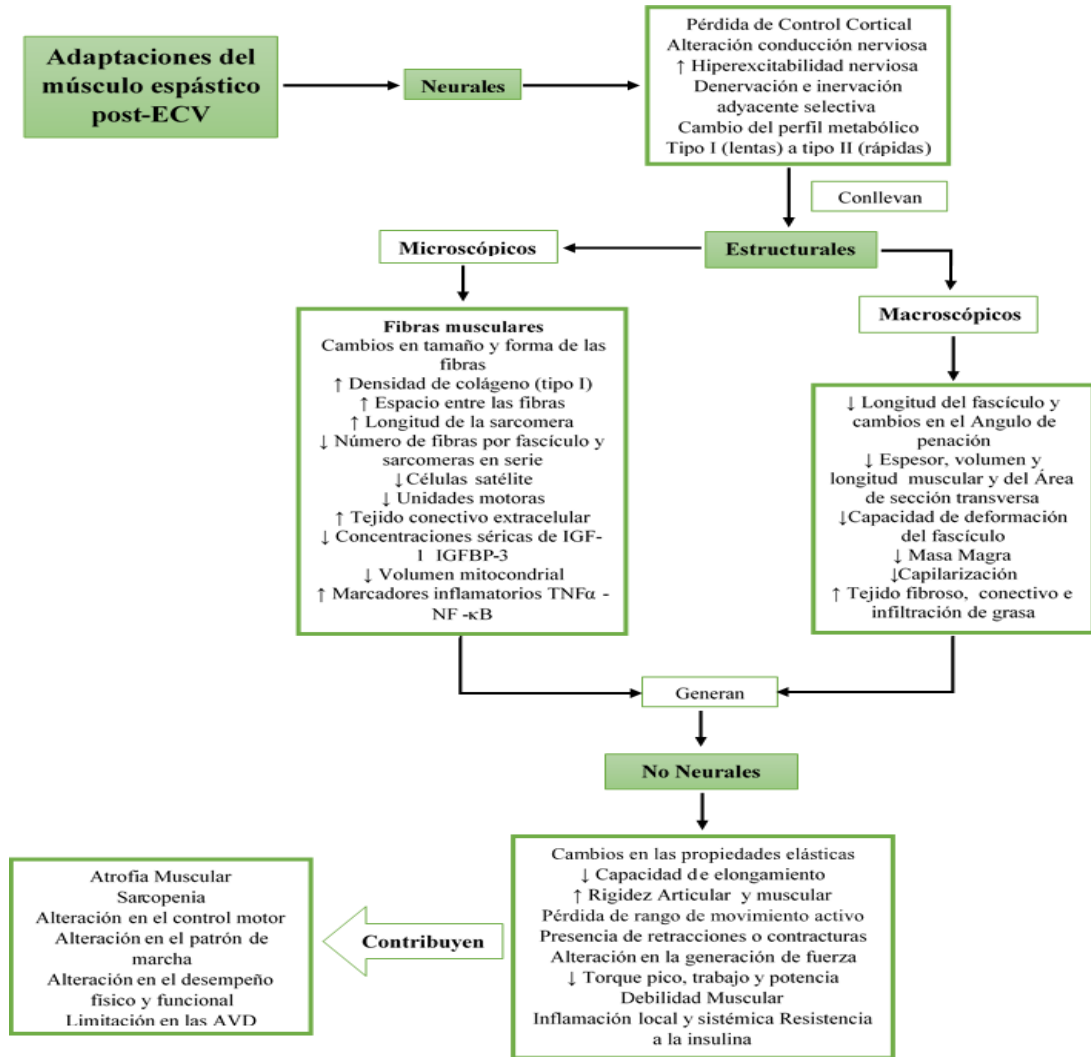 Adaptaciones del
músculo espástico
post-ECV
Neurales
Pérdida de Control Cortical
Alteración conducción nerviosa
↑ Hiperexcitabilidad nerviosa
Denervación e inervación
adyacente selectiva
Cambio del perfil metabólico
Tipo I (lentas) a tipo II (rápidas)
Conllevan
Estructurales
Microscópicos
Macroscópicos
Fibras musculares
Cambios en tamaño y forma de las
fibras
↑ Densidad de colágeno (tipo I)
↑ Espacio entre las fibras
↑ Longitud de la sarcomera
↓ Número de fibras por fascículo y
sarcomeras en serie
↓ Células satélite
↓ Unidades motoras
↑ Tejido conectivo extracelular
↓ Concentraciones séricas de IGF-
1 IGFBP-3
↓ Volumen mitocondrial
↑ Marcadores inflamatorios TNFα -
NF -κB
↓ Longitud del fascículo y
cambios en el Angulo de
penación
↓ Espesor, volumen y
longitud muscular y del Área
de sección transversa
↓Capacidad de deformación
del fascículo
↓ Masa Magra
↓Capilarización
↑ Tejido fibroso, conectivo e
infiltración de grasa
Generan
No Neurales
Cambios en las propiedades elásticas
↓ Capacidad de elongamiento
↑ Rigidez Articular y muscular
Pérdida de rango de movimiento activo
Presencia de retracciones o contracturas
Alteración en la generación de fuerza
↓ Torque pico, trabajo y potencia
Debilidad Muscular
Inflamación local y sistémica Resistencia
a la insulina
Contribuyen
Atrofia Muscular
Sarcopenia
Alteración en el control motor
Alteración en el patrón de
marcha
Alteración en el desempeño
físico y funcional
Limitación en las AVD